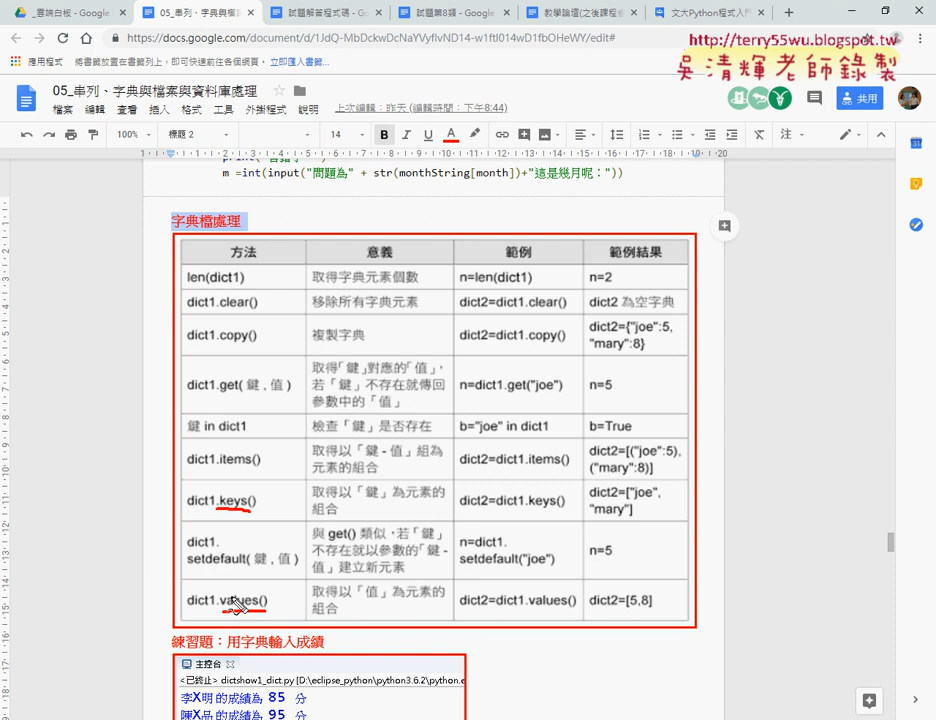 _雲端白板 - Google
05_串列、字典與檔
試題解答程式碼 - Go
試題第8類 - Google
教學論壇(之後課程
文大Python程式入門
https://docs.google.com/document/d/1JdQ-MbDckwDcNaVYyfIvND14-w1ftl014wD1fbOHeWY/edit#
http://terry55wu.blogspot.tw
應用程式
將書籤放置在書籤列上，即可快速前往各個網頁。
立即匯入書籤...
吳清輝老師錄製
05_串列、字典與檔案與資料庫處理
檔案 編輯 查看 插入 格式 工具 外掛程式 說明
上次編輯：昨天 (編輯時間：下午8:44)
共用
100%
標題 2
14
B I U A
注
m =int(input("問題為" + str(monthString[month])+"這是幾月呢："))
字典檔處理
方法 意義 範例 範例結果
len(dict1) 取得字典元素個數 n=len(dict1) n=2
dict1.clear() 移除所有字典元素 dict2=dict1.clear() dict2 為空字典
dict1.copy() 複製字典 dict2=dict1.copy() dict2={"joe":5,
"mary":8}
dict1.get( 鍵 , 值 ) 取得「鍵」對應的「值」，
若「鍵」不存在就傳回
參數中的「值」
n=dict1.get("joe") n=5
鍵 in dict1 檢查「鍵」是否存在 b="joe" in dict1 b=True
dict1.items() 取得以「鍵 - 值」組為
元素的組合
dict2=dict1.items() dict2=[("joe":5),
("mary":8)]
dict1.keys() 取得以「鍵」為元素的
組合
dict2=dict1.keys() dict2=["joe",
"mary"]
dict1.
setdefault( 鍵 , 值 )
與 get() 類似，若「鍵」
不存在就以參數的「鍵 -
值」建立新元素
n=dict1.
setdefault("joe")
n=5
dict1.values() 取得以「值」為元素的
組合
dict2=dict1.values() dict2=[5,8]
練習題：用字典輸入成績
主控台
<已終止> dictshow1_dict.py [D:\eclipse_python\python3.6.2\python.e
李X明 的成績為 85 分
陳X品 的成績為 95 分